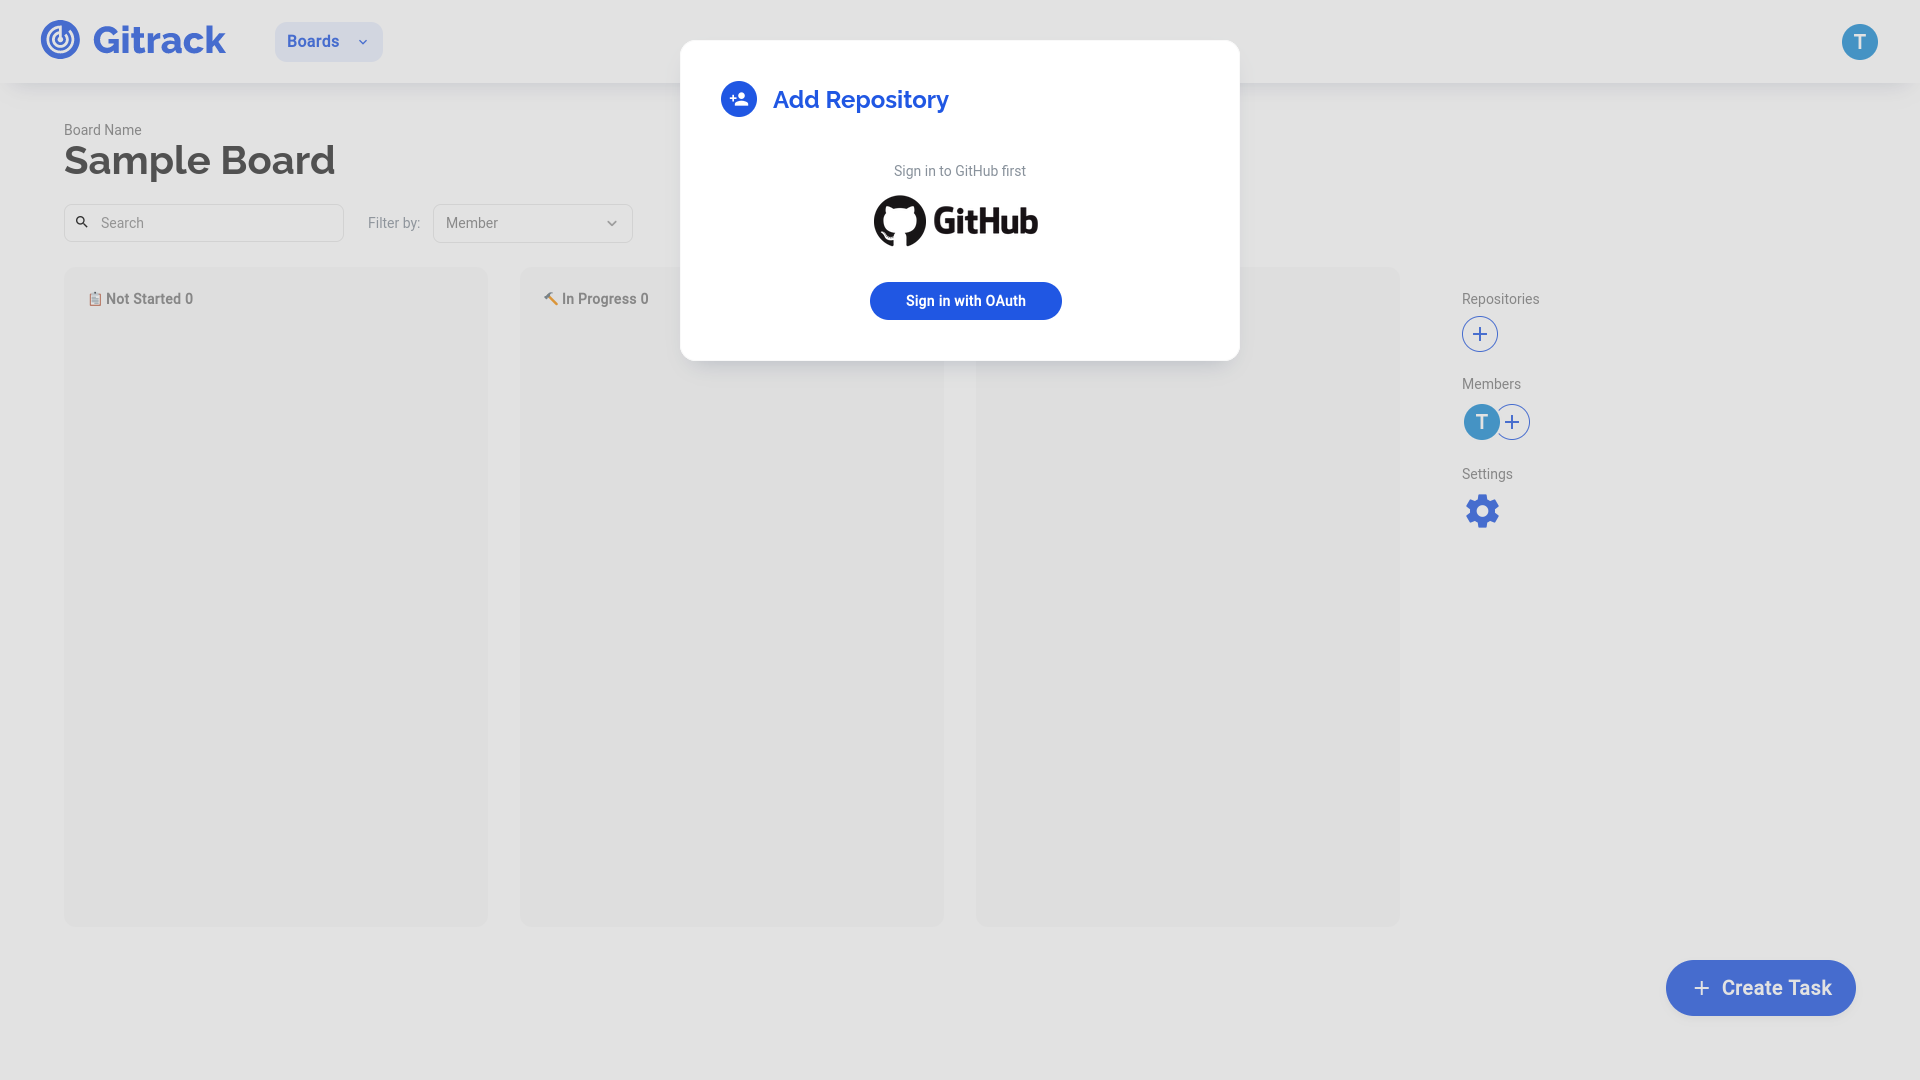 Gitrack
Boards
T
Add Repository
Sign in to GitHub first
GitHub
Sign in with OAuth
Board Name
Sample Board
Search
Filter by:
Member
Not Started 0
In Progress 0
Repositories
Members
T
Settings
Create Task